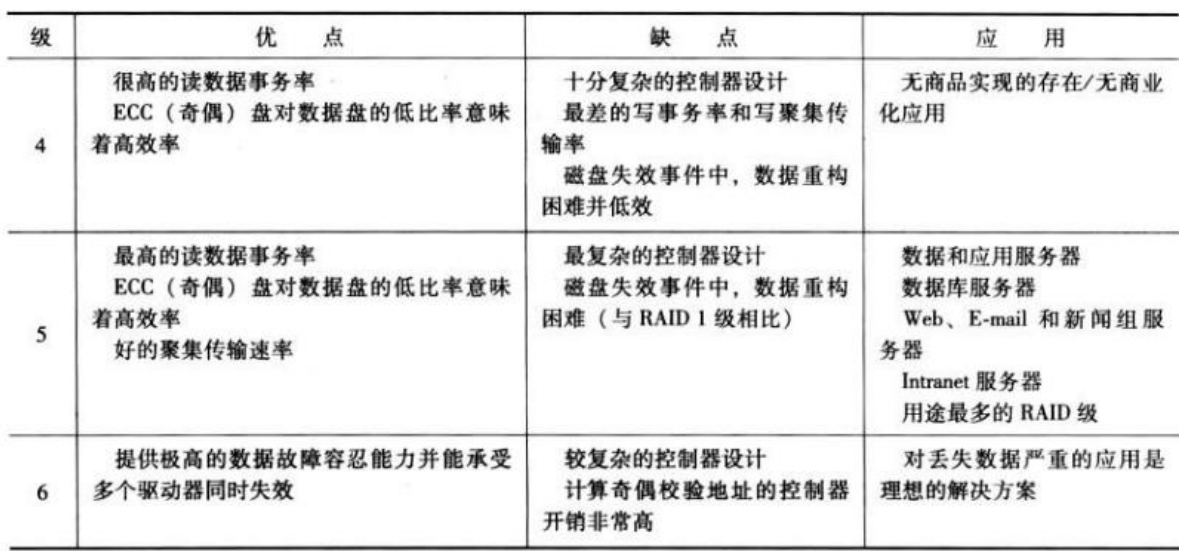 级 优 点 缺 点 应 用
4
很高的读数据事务率
ECC（奇偶）盘对数据盘的低比率意味
着高效率
十分复杂的控制器设计
最差的写事务率和写聚集传
输率
磁盘失效事件中，数据重构
困难并低效
无商品实现的存在/无商业
化应用
5
最高的读数据事务率
ECC（奇偶）盘对数据盘的低比率意味
着高效率
好的聚集传输速率
最复杂的控制器设计
磁盘失效事件中，数据重构
困难（与 RAID 1 级相比）
数据和应用服务器
数据库服务器
Web、E-mail 和新闻组服
务器
Intranet 服务器
用途最多的 RAID 级
6
提供极高的数据故障容忍能力并能承受
多个驱动器同时失效
较复杂的控制器设计
计算奇偶校验地址的控制器
开销非常高
对丢失数据严重的应用是
理想的解决方案